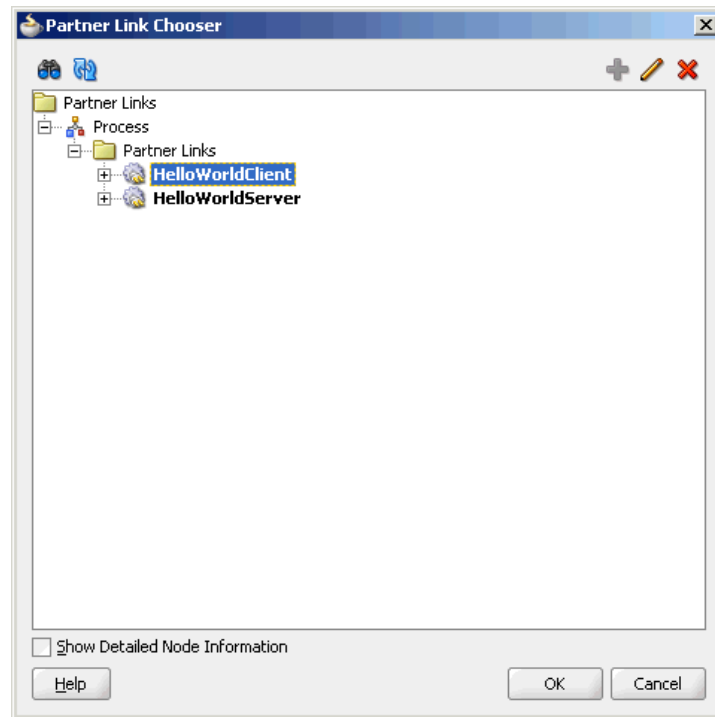 Partner Link Chooser
Partner Links
Process
Partner Links
HelloWorldClient
HelloWorldServer
Show Detailed Node Information
Help OK Cancel